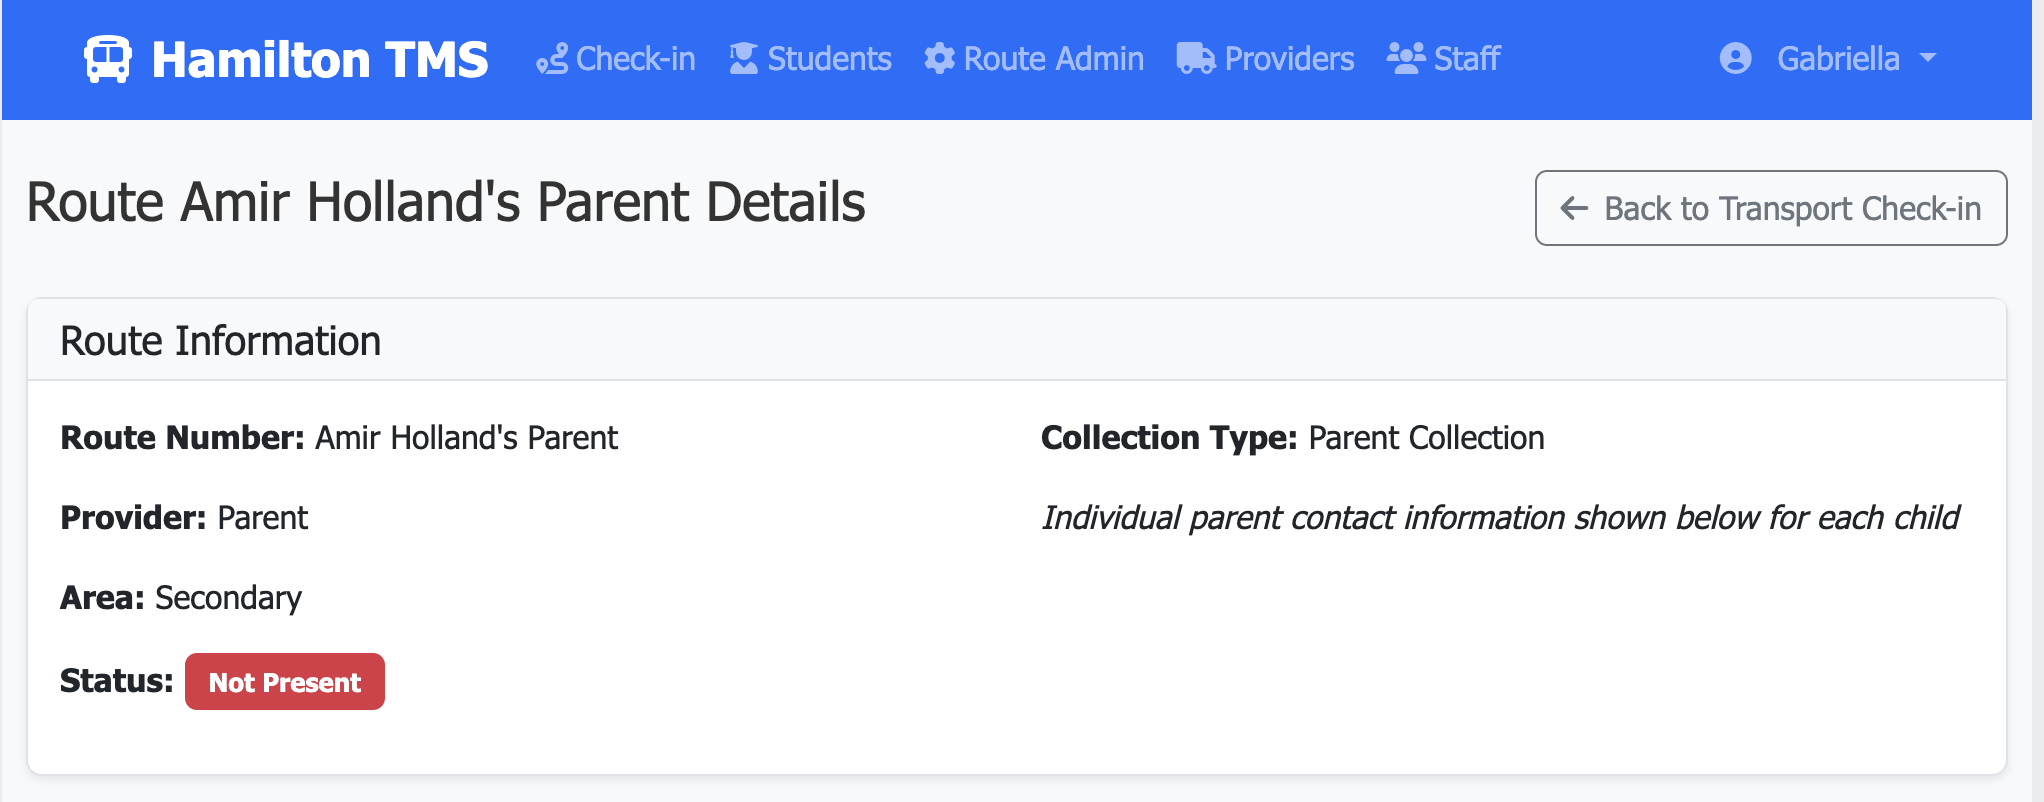 Hamilton TMS Check-in Students Route Admin Providers Staff Gabriella
Route Amir Holland's Parent Details
Back to Transport Check-in
Route Information
Route Number: Amir Holland's Parent
Collection Type: Parent Collection
Provider: Parent
Individual parent contact information shown below for each child
Area: Secondary
Status: Not Present